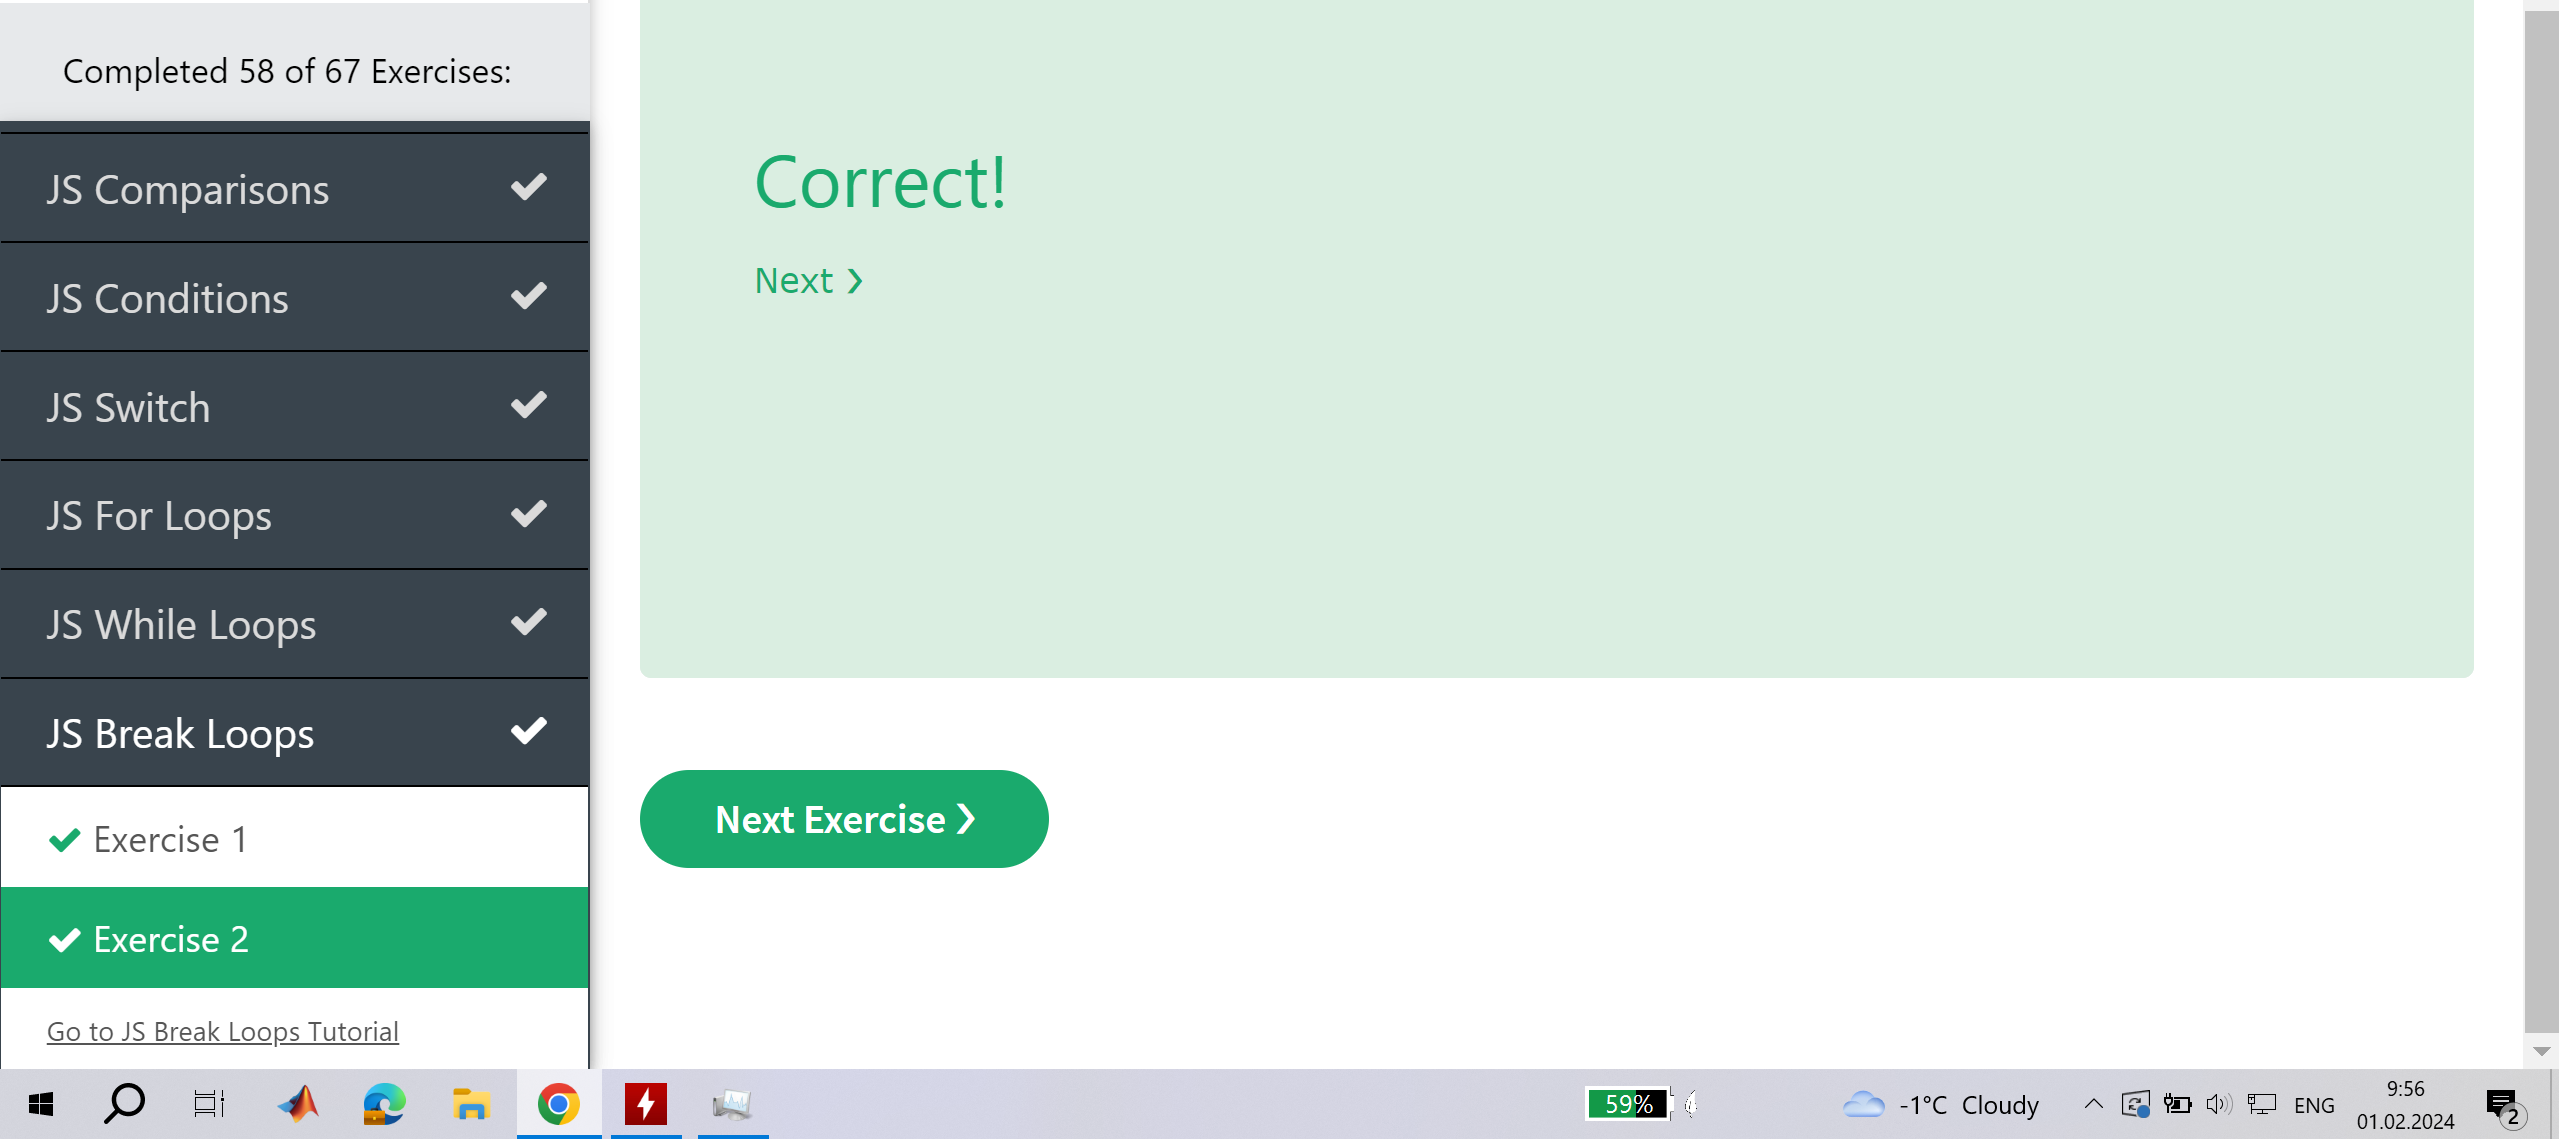 Completed 58 of 67 Exercises:
JS Comparisons
JS Conditions
JS Switch
JS For Loops
JS While Loops
JS Break Loops
Exercise 1
Exercise 2
Go to JS Break Loops Tutorial
Correct!
Next ❯
Next Exercise ❯
59%
-1°C Cloudy
ENG
9:56
01.02.2024
2